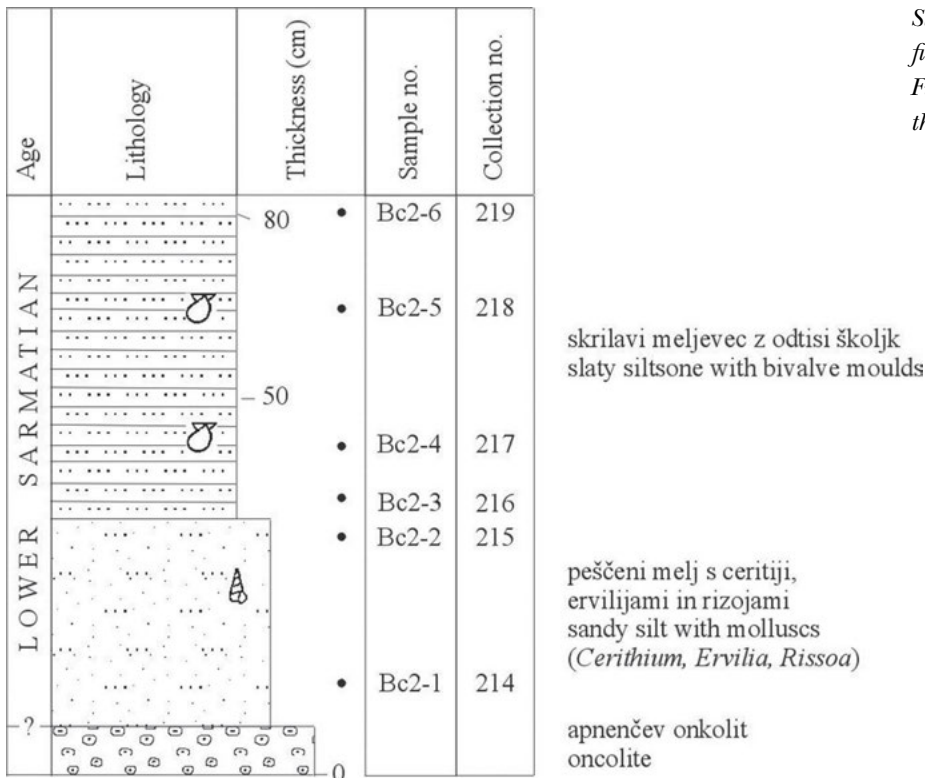 Age
Lithology
Thickness (cm)
Sample no.
Collection no.
80
Bc2-6 219
Bc2-5 218
50
Bc2-4 217
Bc2-3 216
Bc2-2 215
Bc2-1 214
0
LOWER SARMATIAN
?
skrilavi meljevec z odtisi školjk
slaty siltsone with bivalve moulds
peščeni melj s ceritiji,
ervilijami in rizojami
sandy silt with molluscs
(Cerithium, Ervilia, Rissoa)
apnenčev onkolit
oncolite